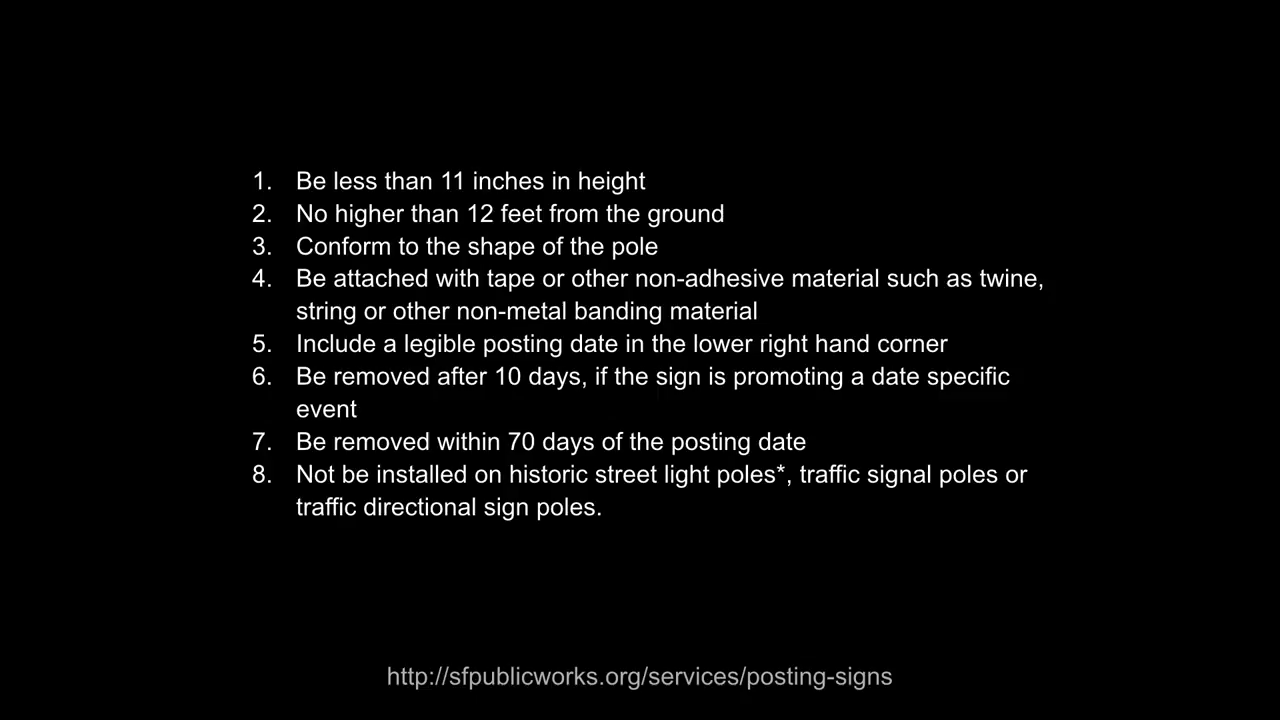 1. Be less than 11 inches in height
2. No higher than 12 feet from the ground
3. Conform to the shape of the pole
4. Be attached with tape or other non-adhesive material such as twine,
string or other non-metal banding material
5. Include a legible posting date in the lower right hand corner
6. Be removed after 10 days, if the sign is promoting a date specific
event
7. Be removed within 70 days of the posting date
8. Not be installed on historic street light poles*, traffic signal poles or
traffic directional sign poles.
http://sfpublicworks.org/services/posting-signs